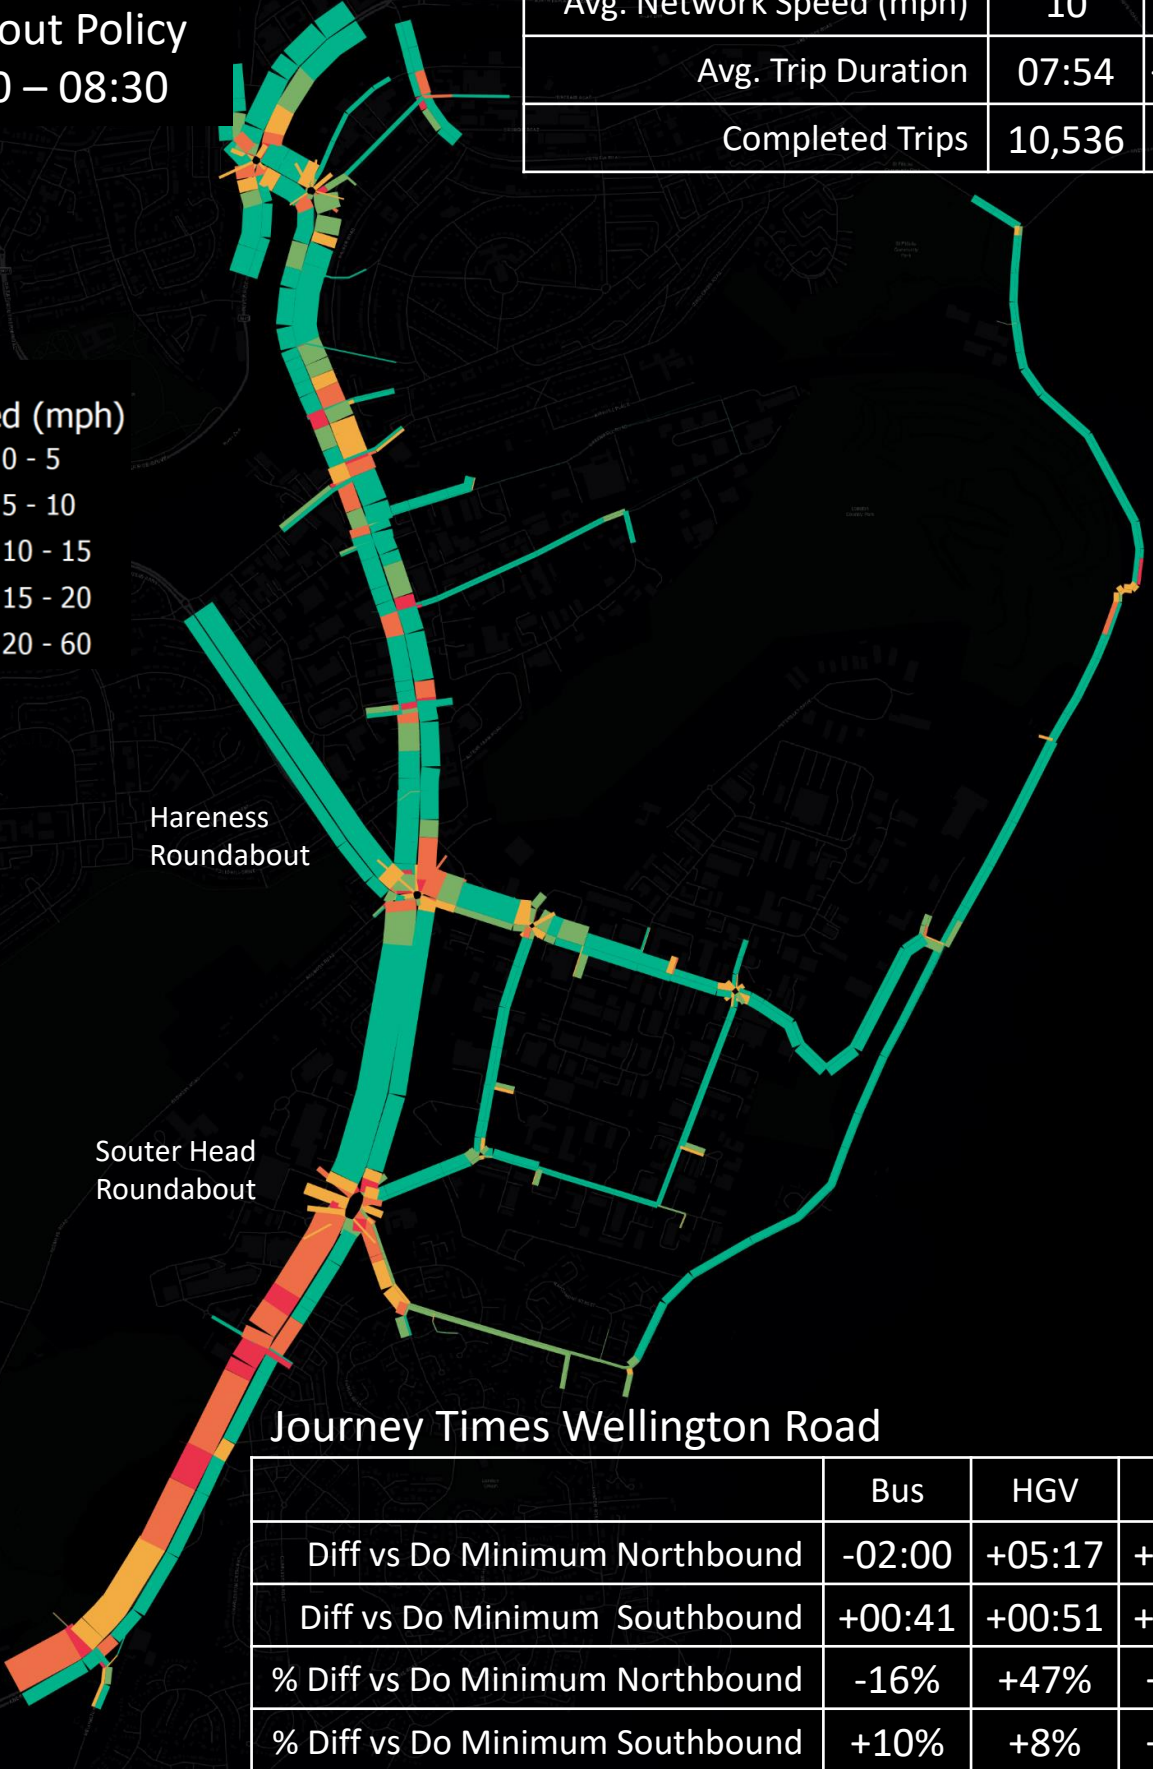 out Policy
0 – 08:30
Avg. Network Speed (mph) 10
Avg. Trip Duration 07:54
Completed Trips 10,536
ed (mph)
0 - 5
5 - 10
10 - 15
15 - 20
20 - 60
Hareness
Roundabout
Souter Head
Roundabout
Journey Times Wellington Road
Bus HGV
Diff vs Do Minimum Northbound -02:00 +05:17 +
Diff vs Do Minimum Southbound +00:41 +00:51 +
% Diff vs Do Minimum Northbound -16% +47% -
% Diff vs Do Minimum Southbound +10% +8% -